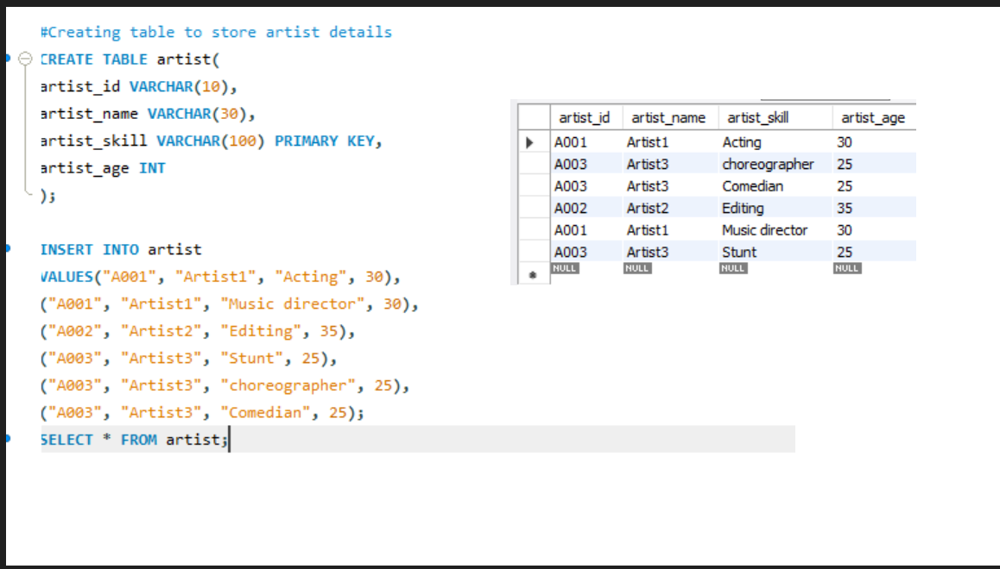 #Creating table to store artist details
CREATE TABLE artist(
artist_id VARCHAR(10),
artist_name VARCHAR(30),
artist_skill VARCHAR(100) PRIMARY KEY,
artist_age INT
);
INSERT INTO artist
VALUES("A001", "Artist1", "Acting", 30),
("A001", "Artist1", "Music director", 30),
("A002", "Artist2", "Editing", 35),
("A003", "Artist3", "Stunt", 25),
("A003", "Artist3", "choreographer", 25),
("A003", "Artist3", "Comedian", 25);
SELECT * FROM artist;
artist_id artist_name artist_skill artist_age
A001 Artist1 Acting 30
A003 Artist3 choreographer 25
A003 Artist3 Comedian 25
A002 Artist2 Editing 35
A001 Artist1 Music director 30
A003 Artist3 Stunt 25
NULL NULL NULL NULL